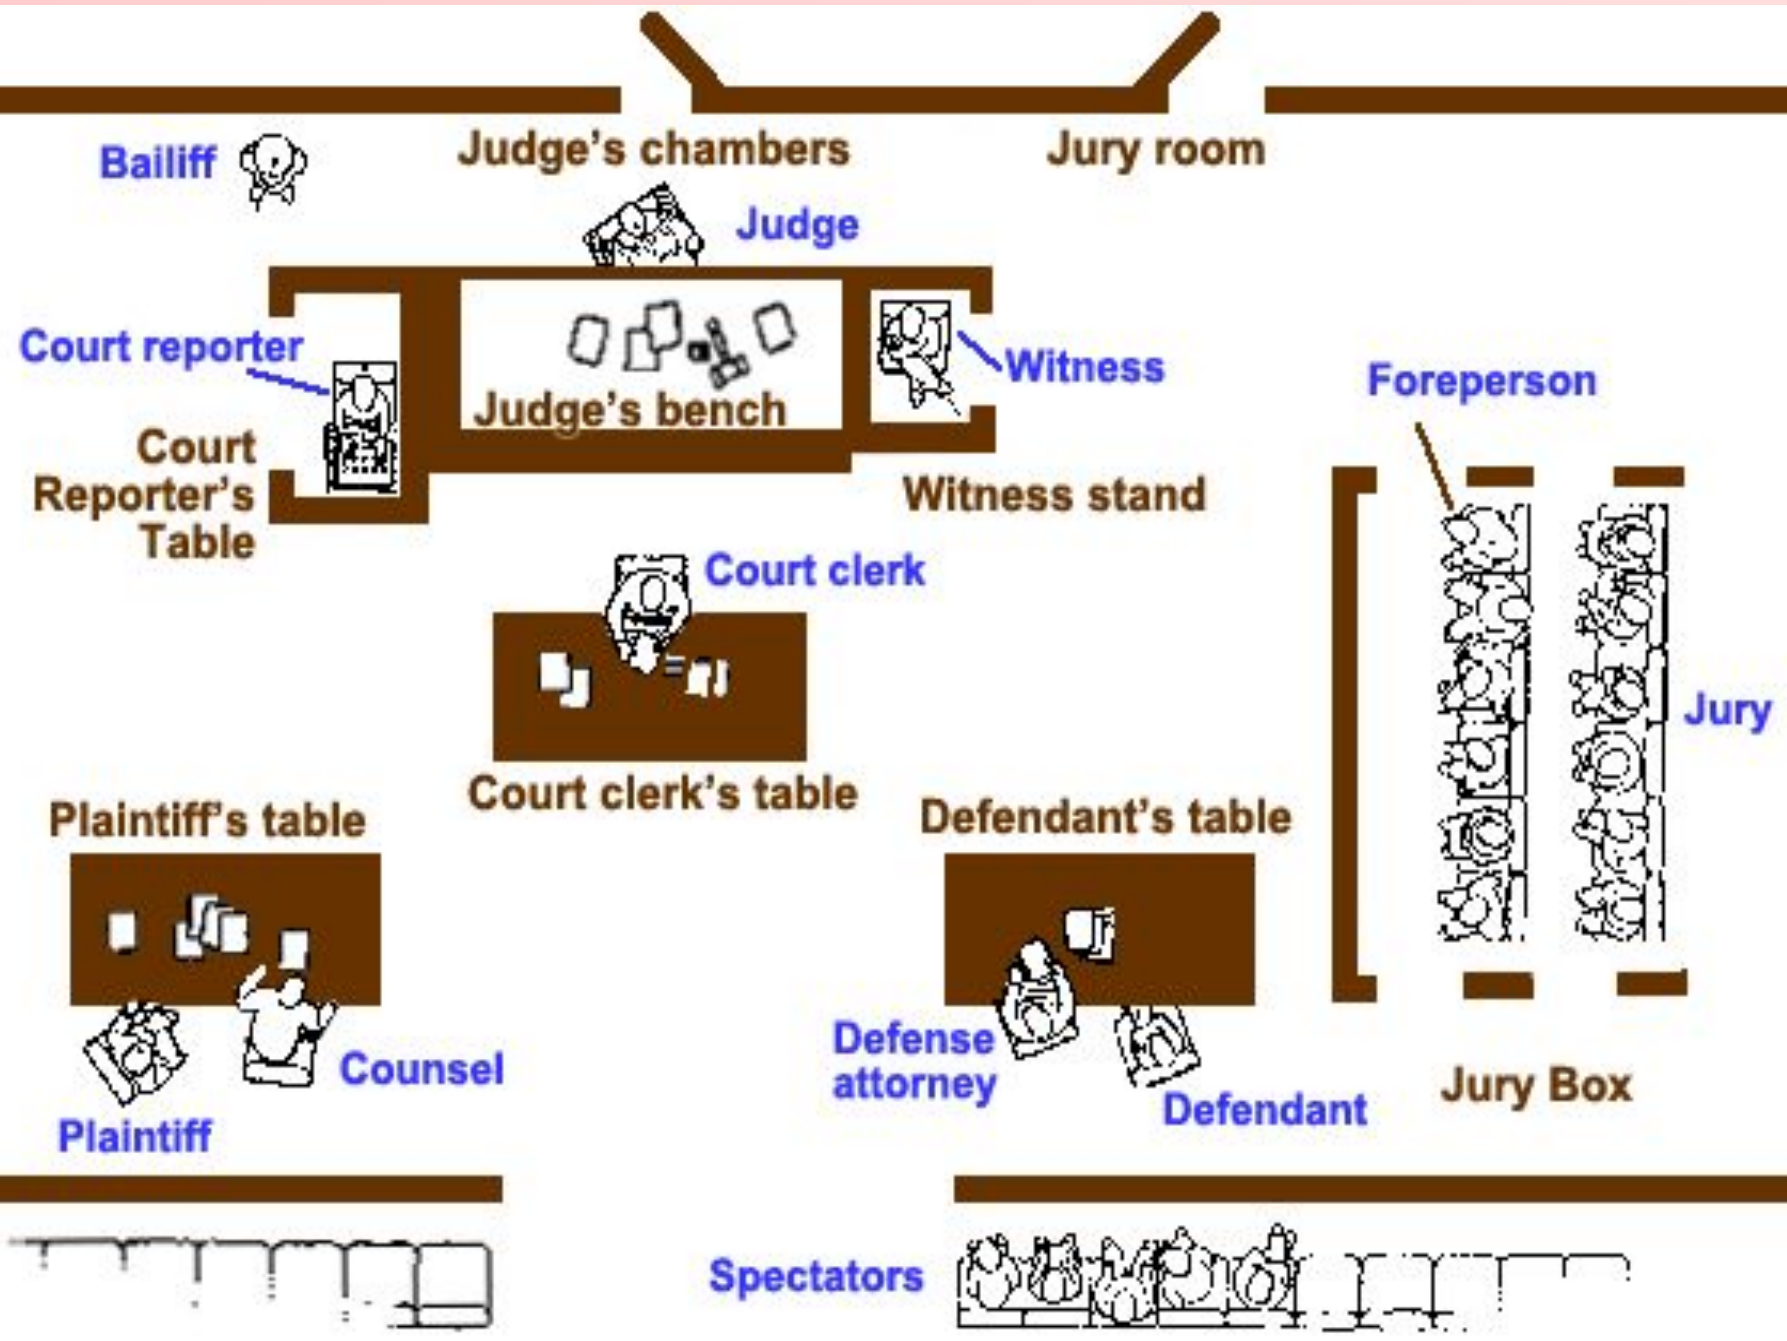 Bailiff
Judge's chambers
Jury room
Judge
Court reporter
Judge's bench
Witness
Foreperson
Court
Reporter's
Table
Witness stand
Court clerk
Jury
Court clerk's table
Plaintiff's table
Defendant's table
Counsel
Plaintiff
Defense
attorney
Defendant
Jury Box
Spectators